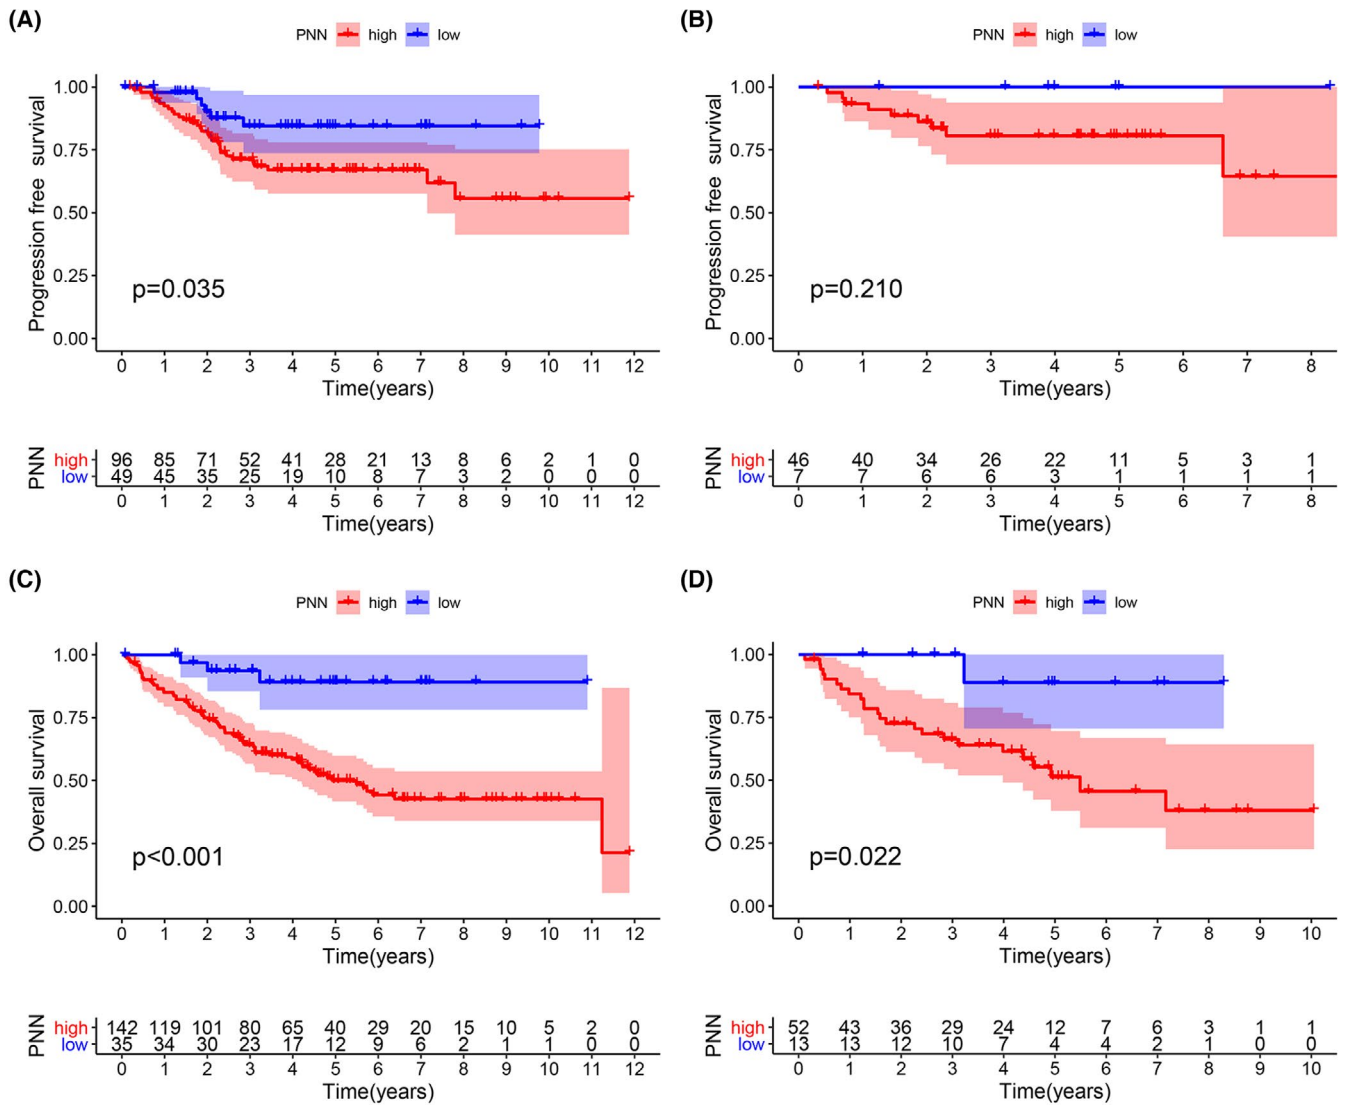 (A)
PNN high low
1.00
0.75
0.50
0.25
0.00
Progression free survival
p=0.035
0 1 2 3 4 5 6 7 8 9 10 11 12
Time(years)
PNN
high 96 85 71 52 41 28 21 13 8 6 2 1 0
low 49 45 35 25 19 10 8 7 3 2 0 0 0
0 1 2 3 4 5 6 7 8 9 10 11 12
Time(years)
(B)
PNN high low
1.00
0.75
0.50
0.25
0.00
Progression free survival
p=0.210
0 1 2 3 4 5 6 7 8
Time(years)
PNN
high 46 40 34 26 22 11 5 3 1
low 7 7 6 6 3 1 1 1 1
0 1 2 3 4 5 6 7 8
Time(years)
(C)
PNN high low
1.00
0.75
0.50
0.25
0.00
Overall survival
p<0.001
0 1 2 3 4 5 6 7 8 9 10 11 12
Time(years)
PNN
high 142 119 101 80 65 40 29 20 15 10 5 2 0
low 35 34 30 23 17 12 9 6 2 1 1 0 0
0 1 2 3 4 5 6 7 8 9 10 11 12
Time(years)
(D)
PNN high low
1.00
0.75
0.50
0.25
0.00
Overall survival
p=0.022
0 1 2 3 4 5 6 7 8 9 10
Time(years)
PNN
high 52 43 36 29 24 12 7 6 3 1 1
low 13 13 12 10 7 4 4 2 1 0 0
0 1 2 3 4 5 6 7 8 9 10
Time(years)